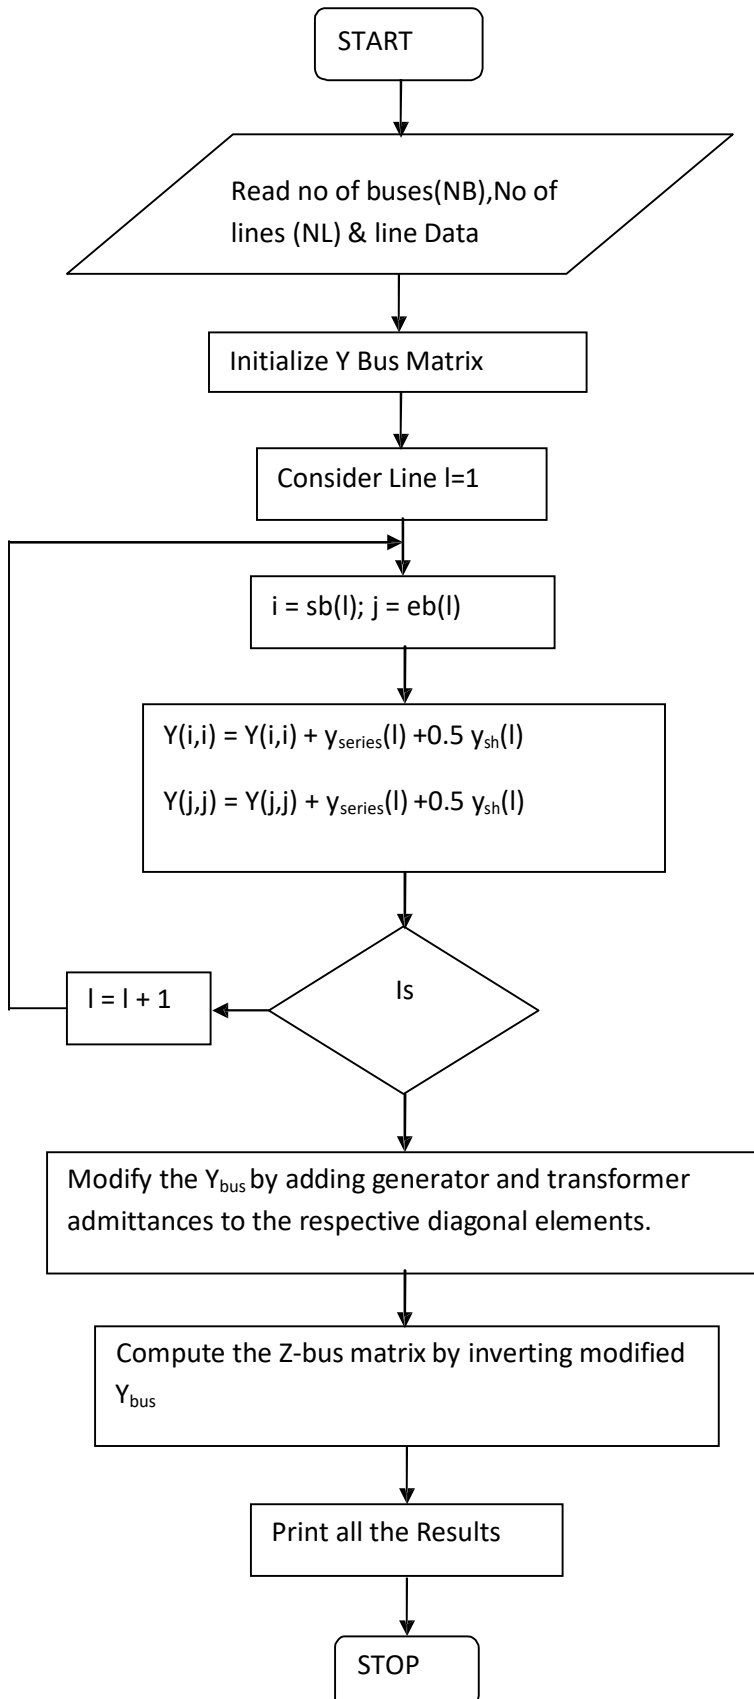 START
Read no of buses(NB),No of
lines (NL) & line Data
Initialize Y Bus Matrix
Consider Line l=1
i = sb(l); j = eb(l)
Y(i,i) = Y(i,i) + yseries(l) +0.5 ysh(l)
Y(j,j) = Y(j,j) + yseries(l) +0.5 ysh(l)
Is
l = l + 1
Modify the Ybus by adding generator and transformer
admittances to the respective diagonal elements.
Compute the Z-bus matrix by inverting modified
Ybus
Print all the Results
STOP